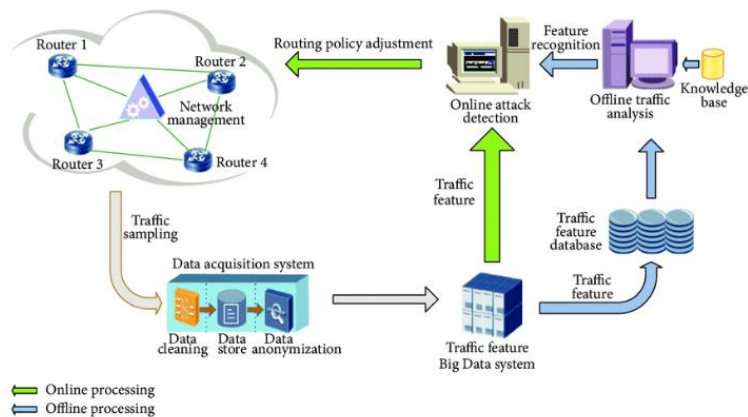 Router 1
Router 2
Network
management
Router 3
Router 4
Routing policy adjustment
Online attack
detection
Feature
recognition
Offline traffic
analysis
Knowledge
base
Traffic
sampling
Data acquisition system
Data
cleaning
Data
store
Data
anonymization
Traffic
feature
Traffic feature
Big Data system
Traffic
feature
Traffic
feature
database
Online processing
Offline processing